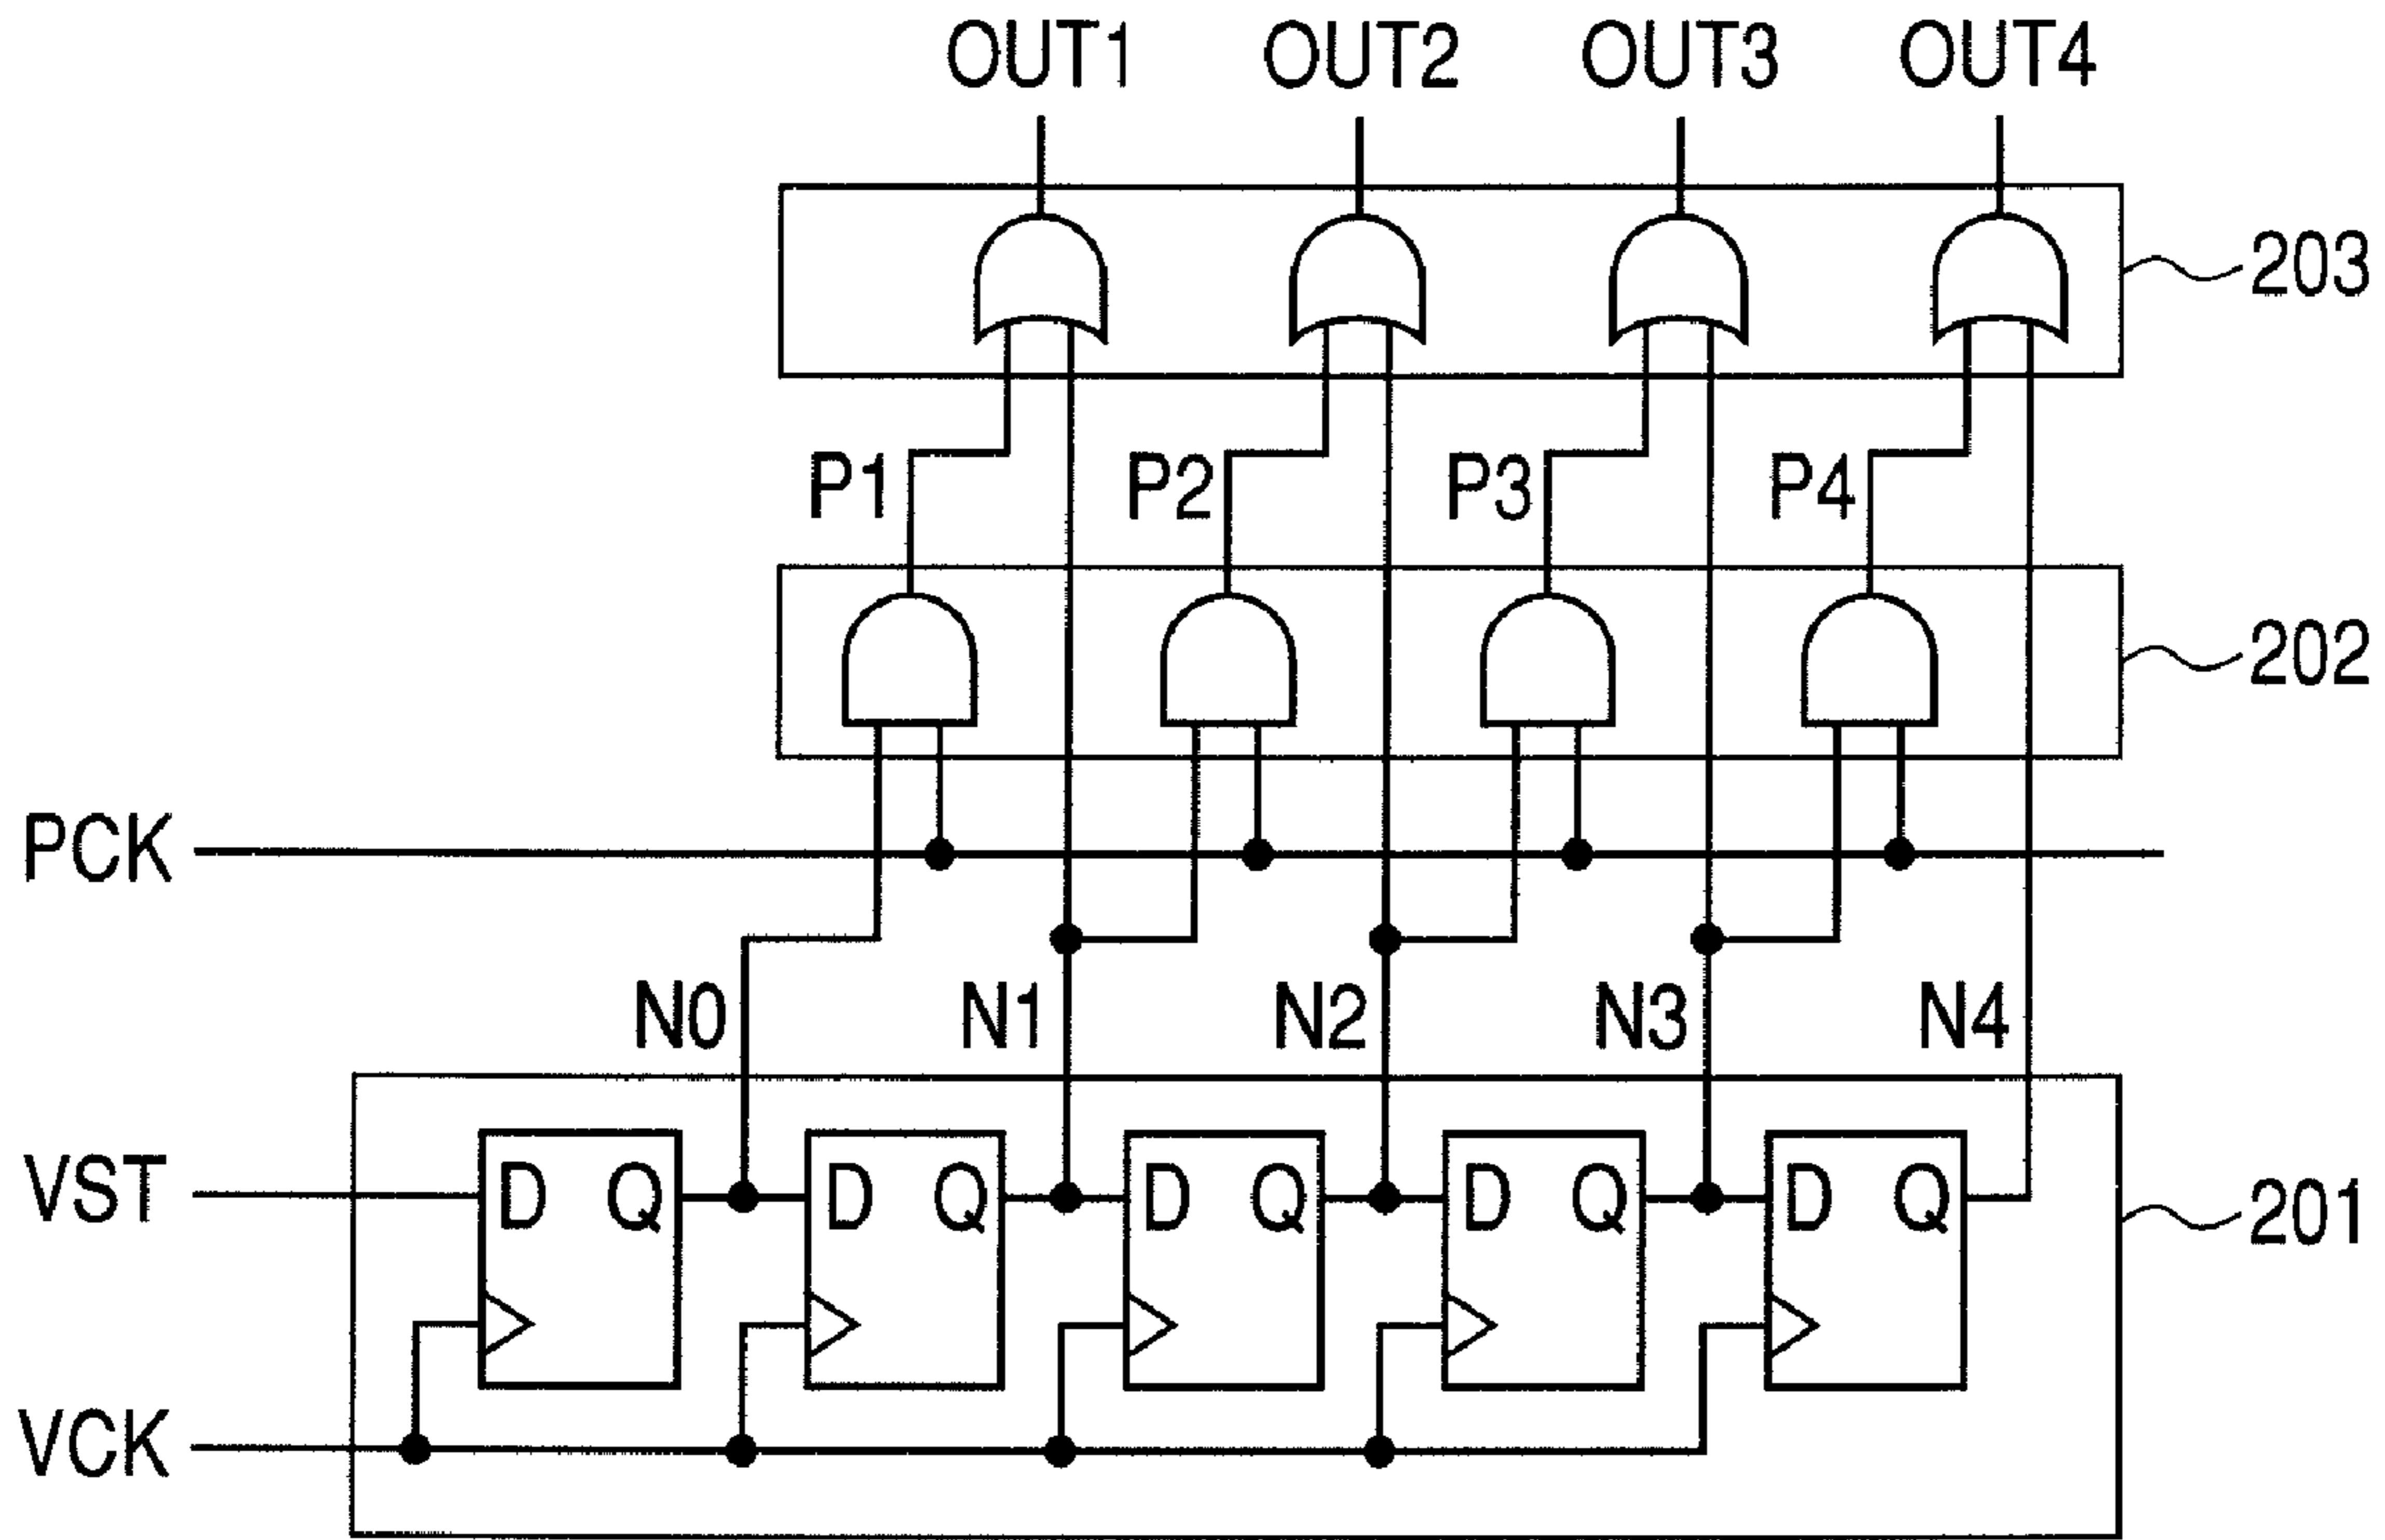 OUT1 OUT2 OUT3 OUT4
203
P1 P2 P3 P4
202
PCK
N0 N1 N2 N3 N4
VST D Q D Q D Q D Q D Q 201
VCK